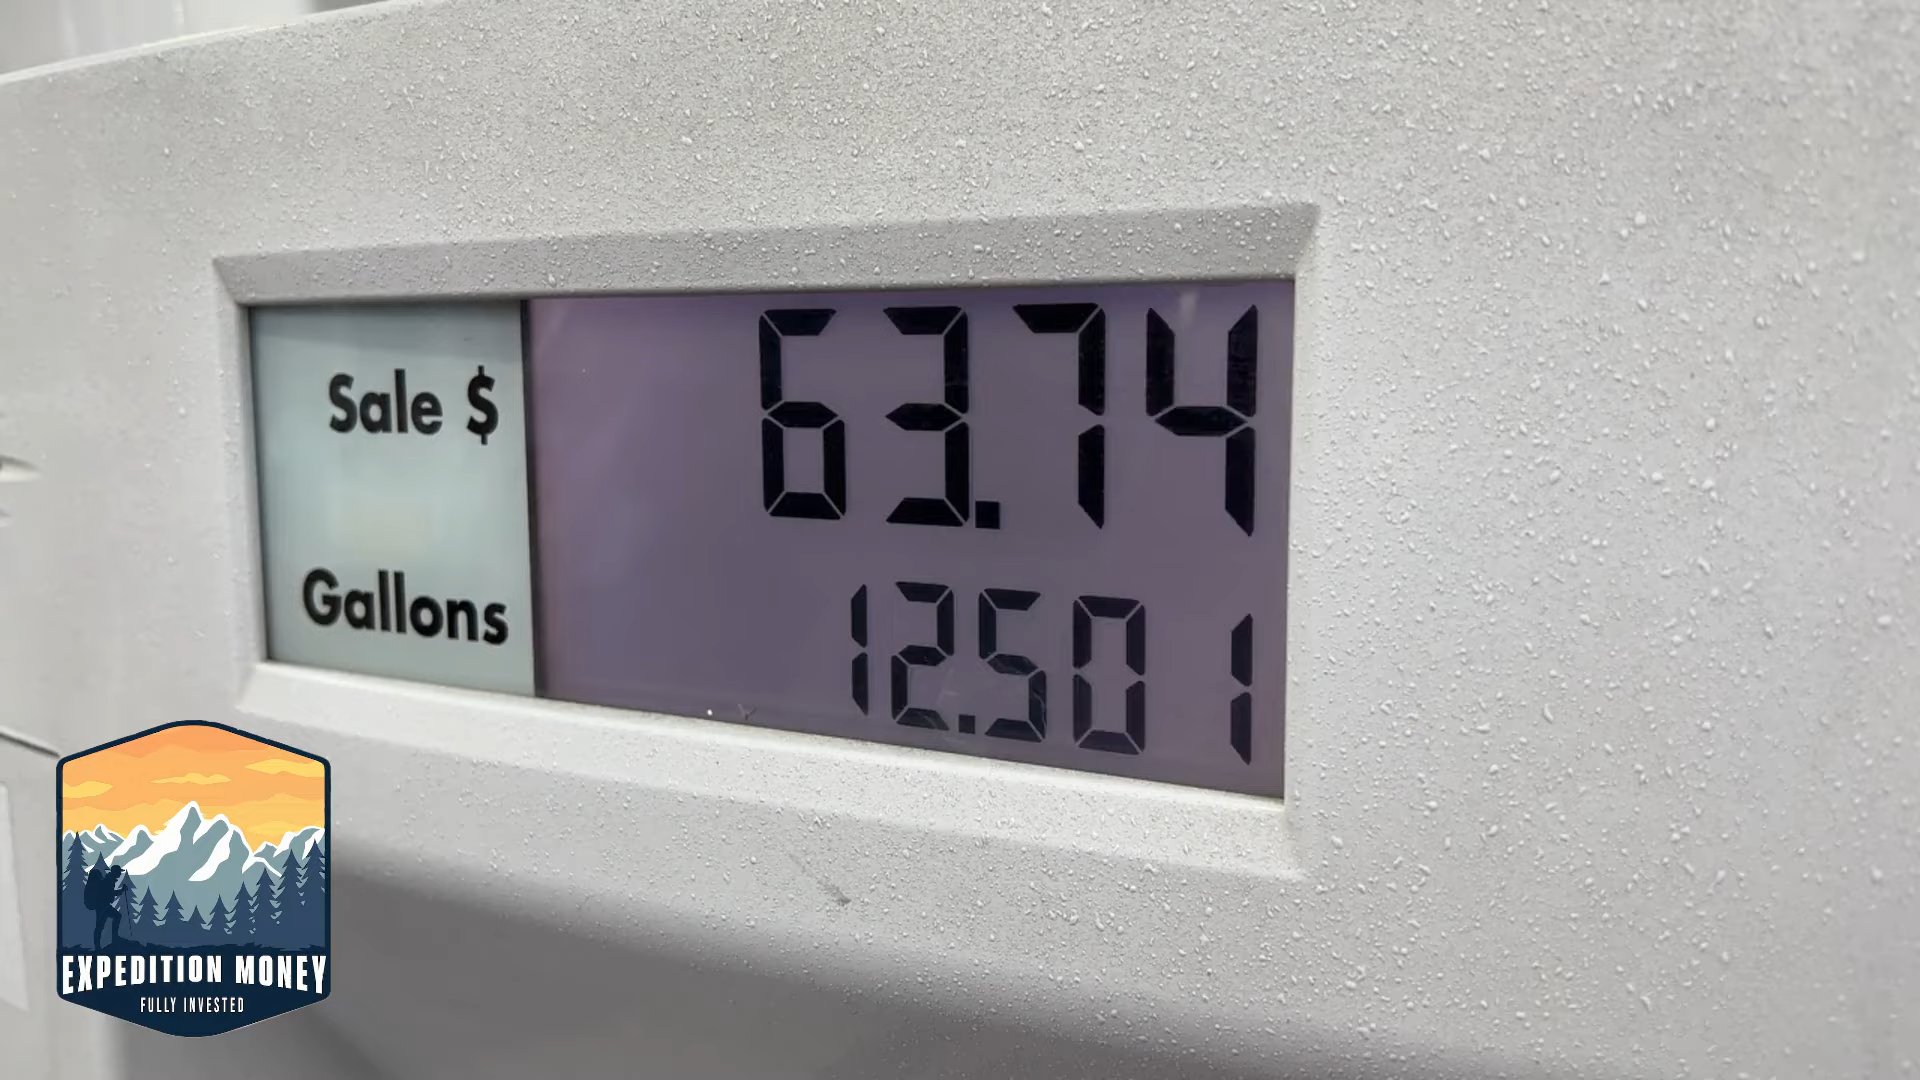 Sale $ 63.74
Gallons 12.501
EXPEDITION MONEY
FULLY INVESTED